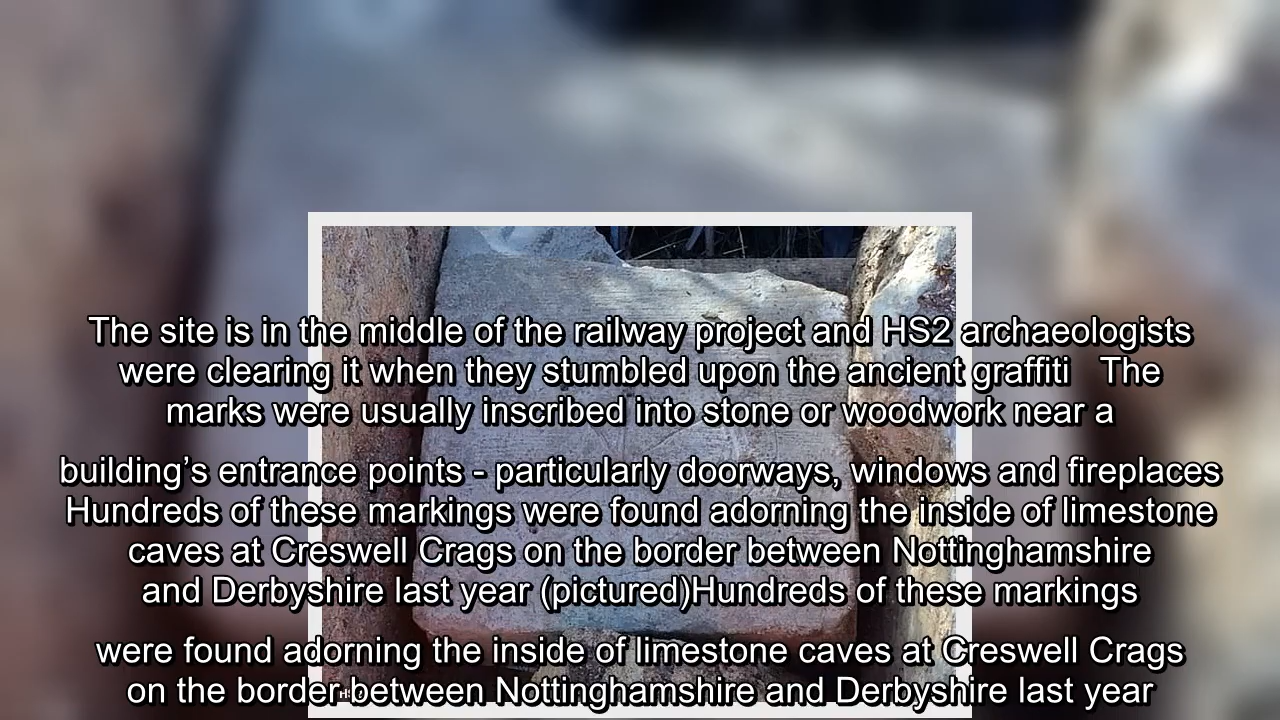 The site is in the middle of the railway project and HS2 archaeologists
were clearing it when they stumbled upon the ancient graffiti   The
marks were usually inscribed into stone or woodwork near a
building’s entrance points - particularly doorways, windows and fireplaces
Hundreds of these markings were found adorning the inside of limestone
caves at Creswell Crags on the border between Nottinghamshire
and Derbyshire last year (pictured)Hundreds of these markings
were found adorning the inside of limestone caves at Creswell Crags
on the border between Nottinghamshire and Derbyshire last year